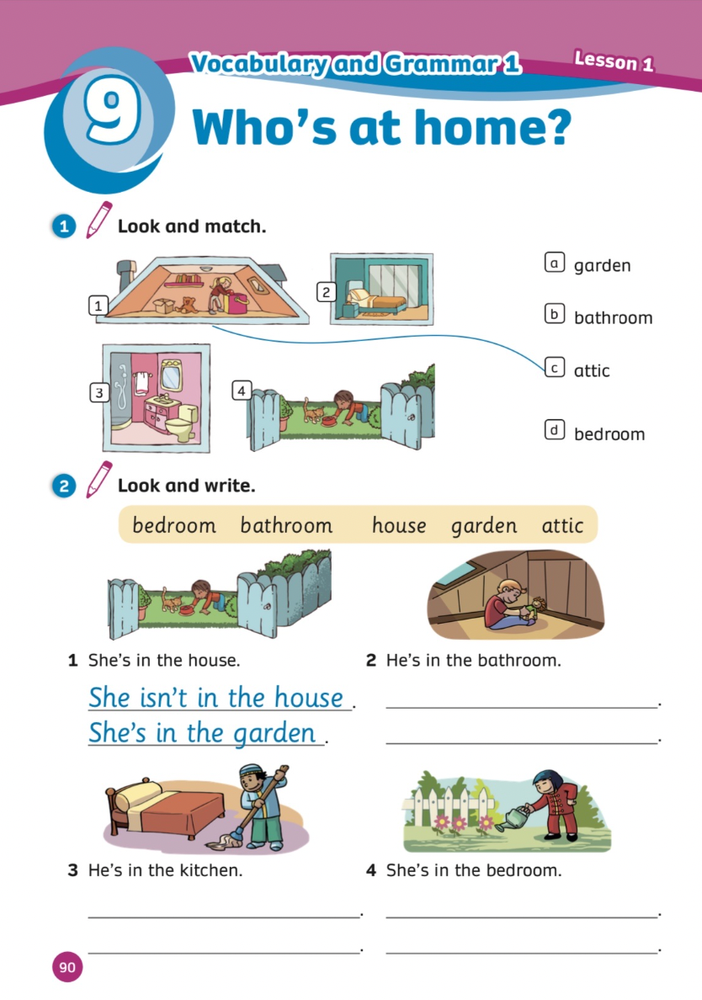 Vocabulary and Grammar 1
Lesson 1
9
Who's at home?
1 Look and match.
1
2
3
4
a garden
b bathroom
c attic
d bedroom
2 Look and write.
bedroom bathroom house garden attic
1 She's in the house.
She isn't in the house.
She's in the garden.
2 He's in the bathroom.
.
.
3 He's in the kitchen.
.
.
4 She's in the bedroom.
.
.
90